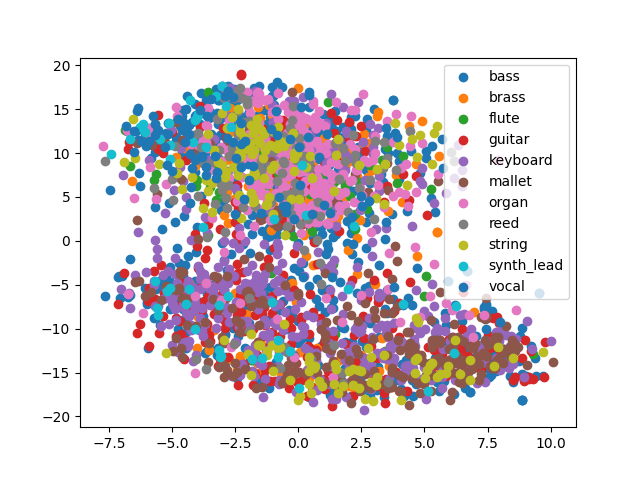 20
15
10
5
0
−5
−10
−15
−20
−7.5 −5.0 −2.5 0.0 2.5 5.0 7.5 10.0
bass
brass
flute
guitar
keyboard
mallet
organ
reed
string
synth_lead
vocal